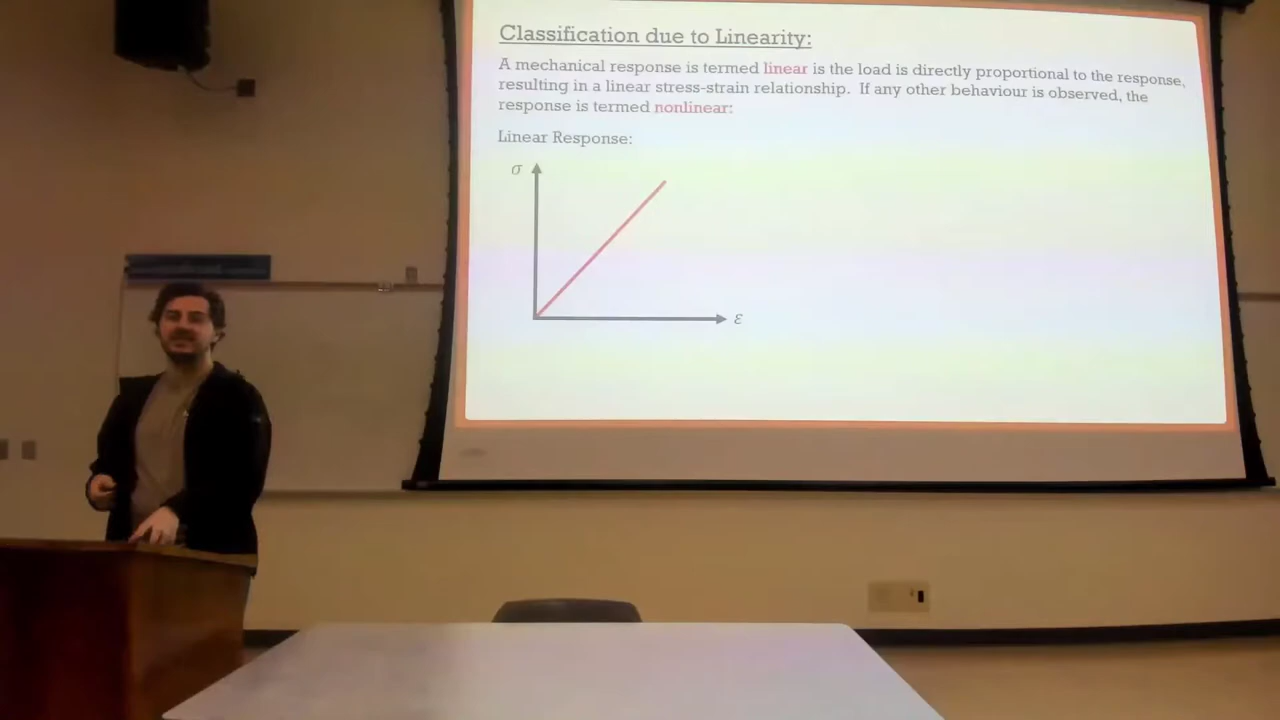 Classification due to Linearity:
A mechanical response is termed linear is the load is directly proportional to the response,
resulting in a linear stress-strain relationship. If any other behaviour is observed, the
response is termed nonlinear:
Linear Response:
σ
ε